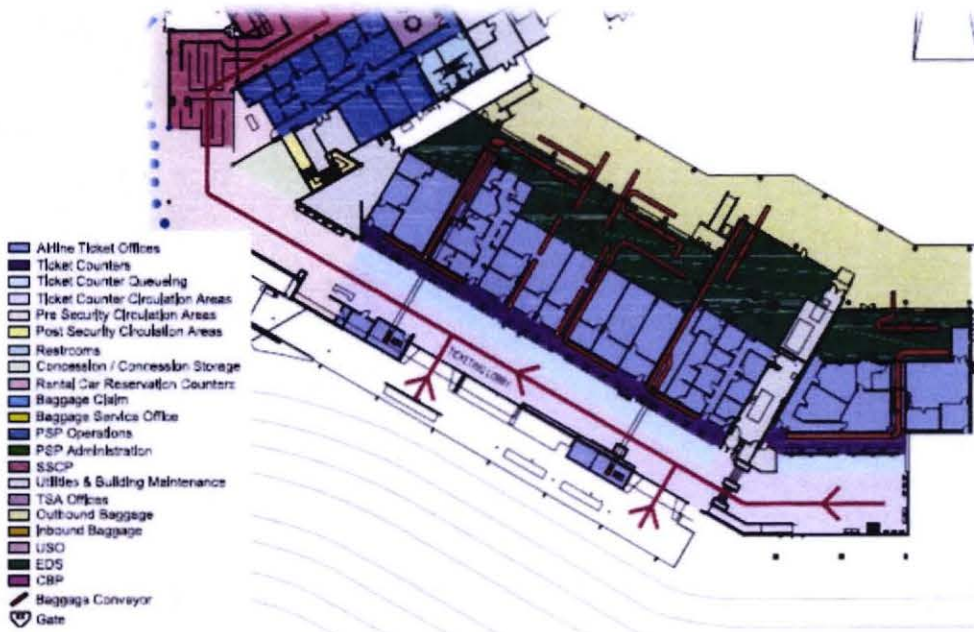 Airline Ticket Offices
Ticket Counters
Ticket Counter Queueing
Ticket Counter Circulation Areas
Pre Security Circulation Areas
Post Security Circulation Areas
Restrooms
Concession / Concession Storage
Rental Car Reservation Counters
Baggage Claim
Baggage Service Office
PSP Operations
PSP Administration
SSCP
Utilities & Building Maintenance
TSA Offices
Outbound Baggage
Inbound Baggage
USO
EDS
CBP
Baggage Conveyor
Gate
TICKETING LOBBY